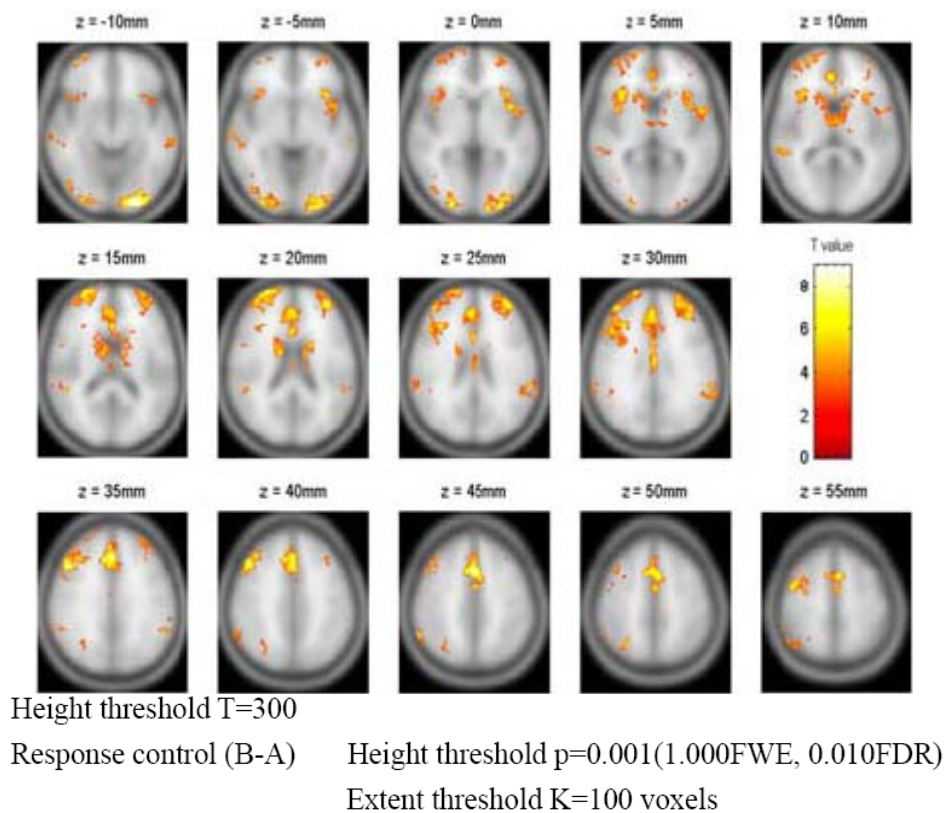 z = -10mm z = -5mm z = 0mm z = 5mm z = 10mm
z = 15mm z = 20mm z = 25mm z = 30mm
T value
8
6
4
2
0
z = 35mm z = 40mm z = 45mm z = 50mm z = 55mm
Height threshold T=300
Response control (B-A) Height threshold p=0.001(1.000FWE, 0.010FDR)
Extent threshold K=100 voxels